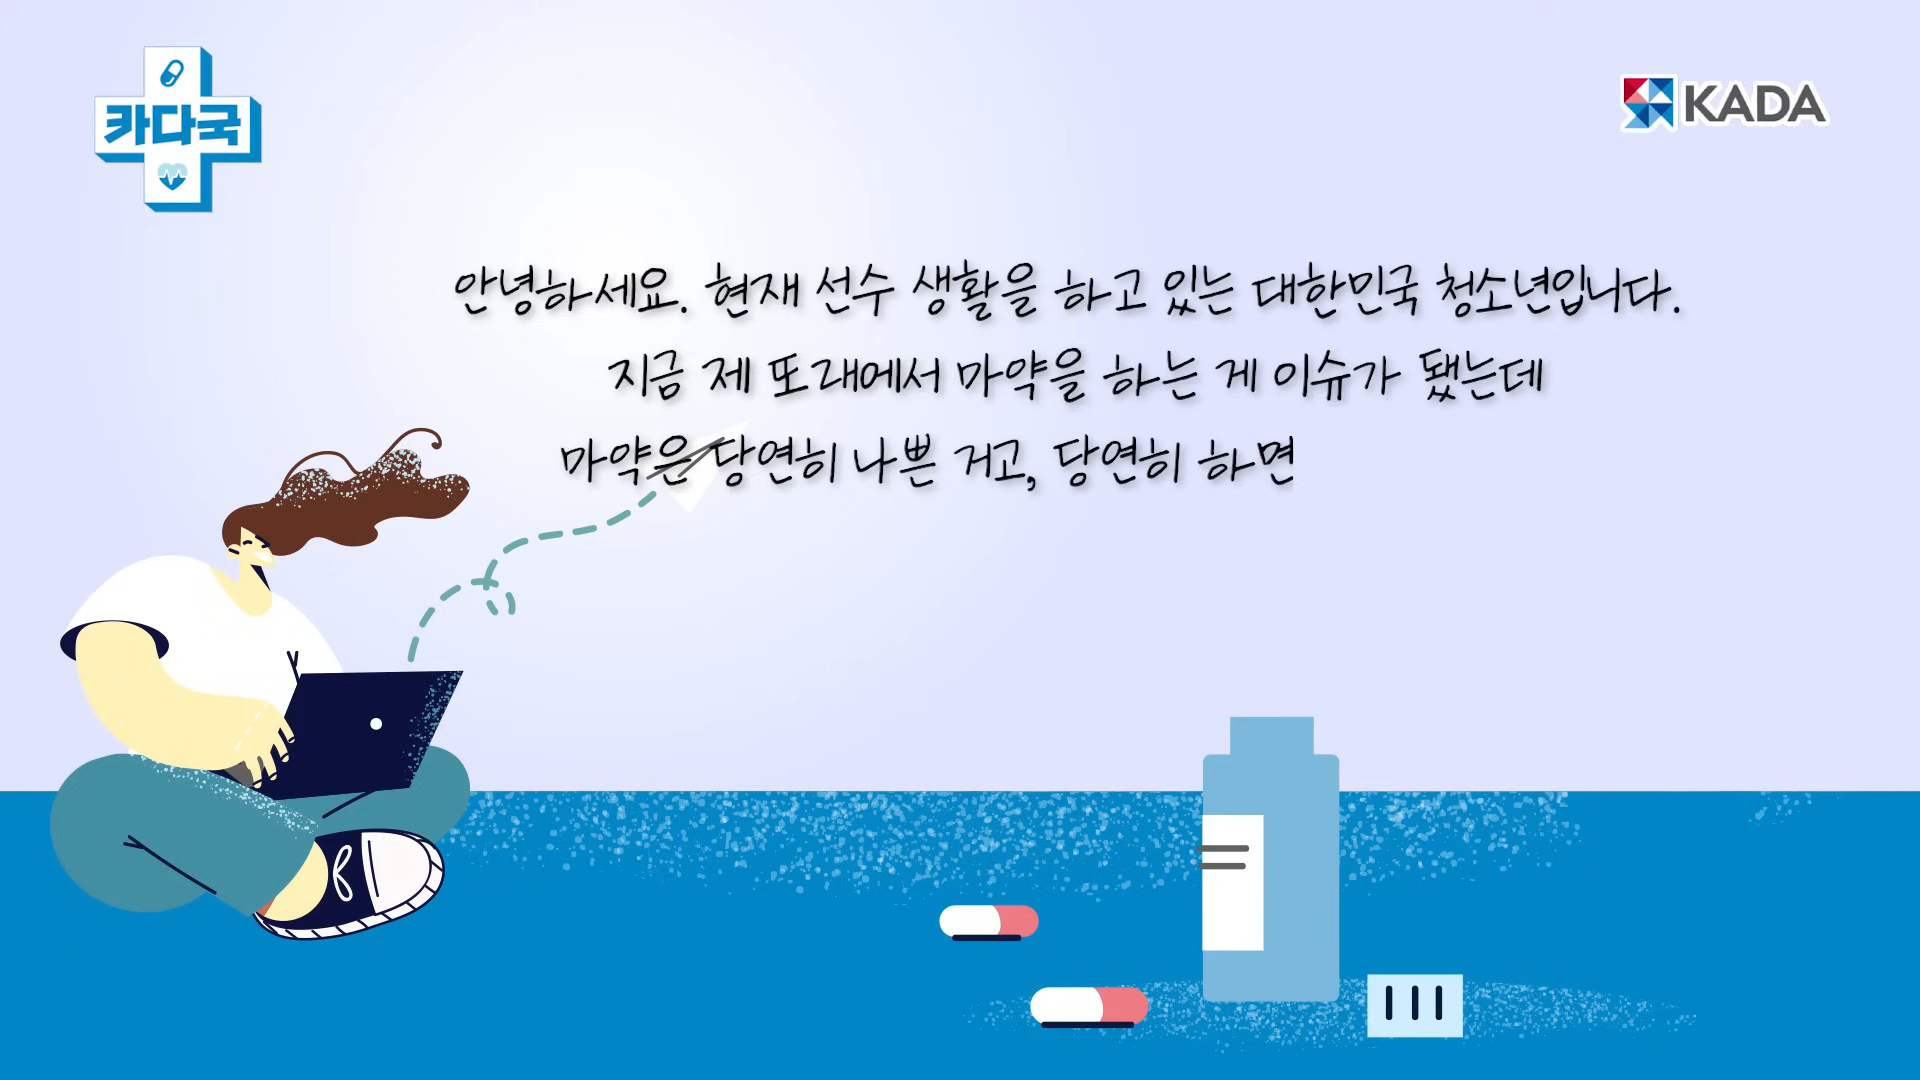 카다국
KADA
안녕하세요. 현재 선수 생활을 하고 있는 대한민국 청소년입니다.
지금 제 또래에서 마약을 하는 게 이슈가 됐는데
마약은 당연히 나쁜 거고, 당연히 하면